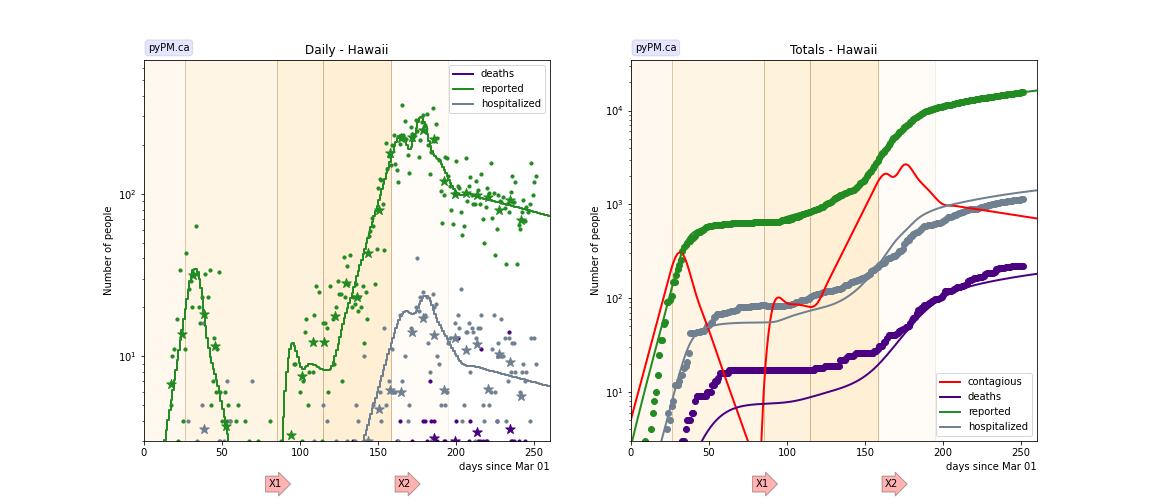 pyPM.ca
Daily - Hawaii
deaths
reported
hospitalized
Number of people
10²
10¹
0 50 100 150 200 250
days since Mar 01
X1
X2
pyPM.ca
Totals - Hawaii
Number of people
10⁴
10³
10²
10¹
contagious
deaths
reported
hospitalized
0 50 100 150 200 250
days since Mar 01
X1
X2